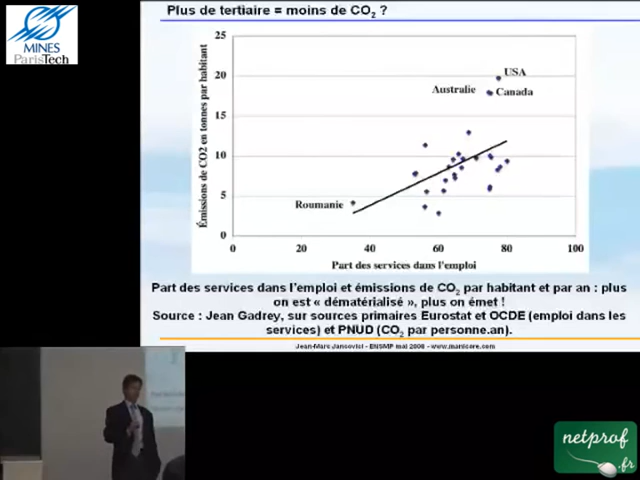 MINES
ParisTech
Plus de tertiaire = moins de CO2 ?
Émissions de CO2 en tonnes par habitant
25
20
15
10
5
0
USA
Australie
Canada
Roumanie
0
20
40
60
80
100
Part des services dans l'emploi
Part des services dans l'emploi et émissions de CO2 par habitant et par an : plus
on est « dématérialisé », plus on émet !
Source : Jean Gadrey, sur sources primaires Eurostat et OCDE (emploi dans les
services) et PNUD (CO2 par personne.an).
Jean-Marc Jancovici - ENSMP mai 2008 - www.manicore.com
netprof
.fr